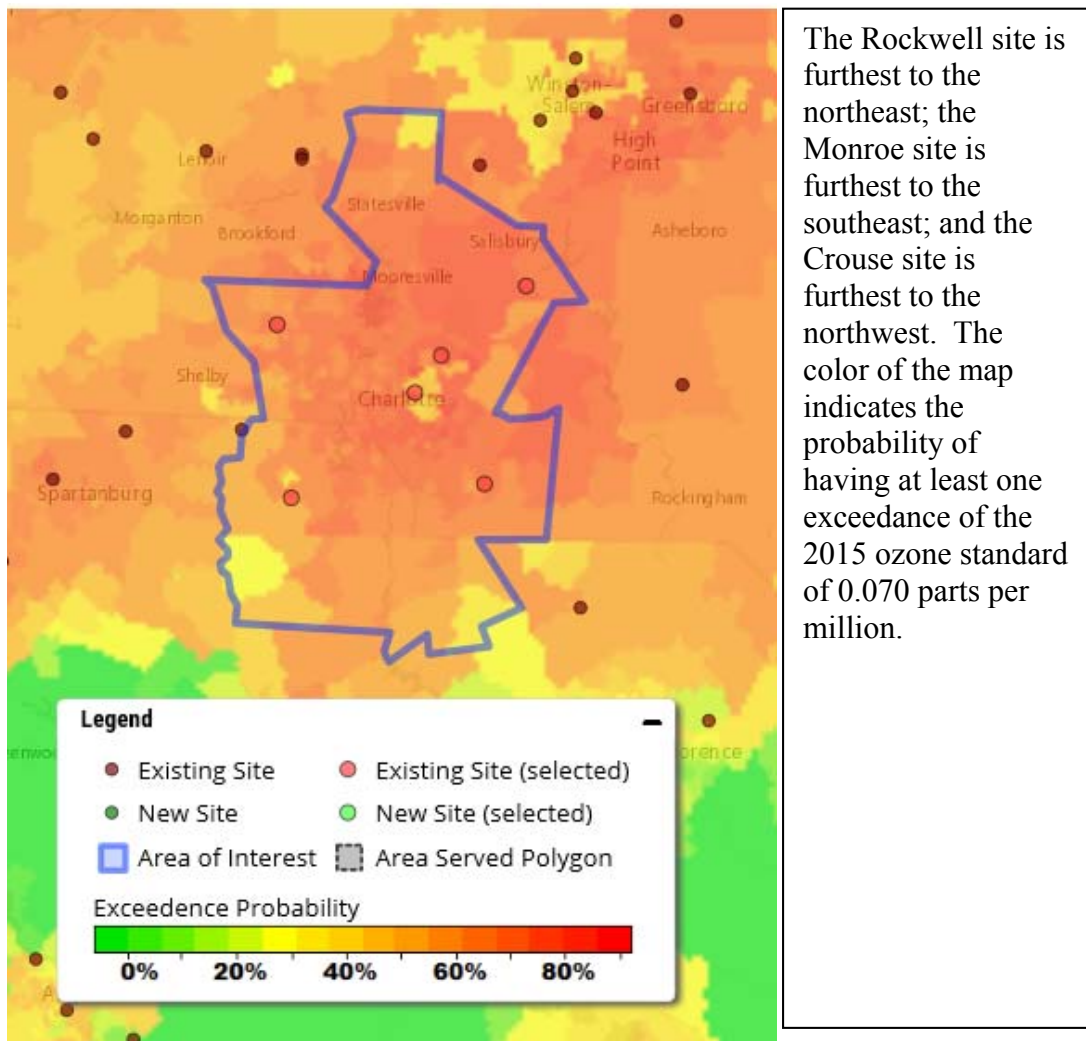 Winston-
Salem
Greensboro
High
Point
Lenoir
Morganton
Statesville
Brookford
Salisbury
Asheboro
Mooresville
Shelby
Charlotte
Spartanburg
Rockingham
Legend
Existing Site
Existing Site (selected)
New Site
New Site (selected)
Area of Interest
Area Served Polygon
Exceedence Probability
0% 20% 40% 60% 80%
enwo
orence
A
The Rockwell site is
furthest to the
northeast; the
Monroe site is
furthest to the
southeast; and the
Crouse site is
furthest to the
northwest. The
color of the map
indicates the
probability of
having at least one
exceedance of the
2015 ozone standard
of 0.070 parts per
million.